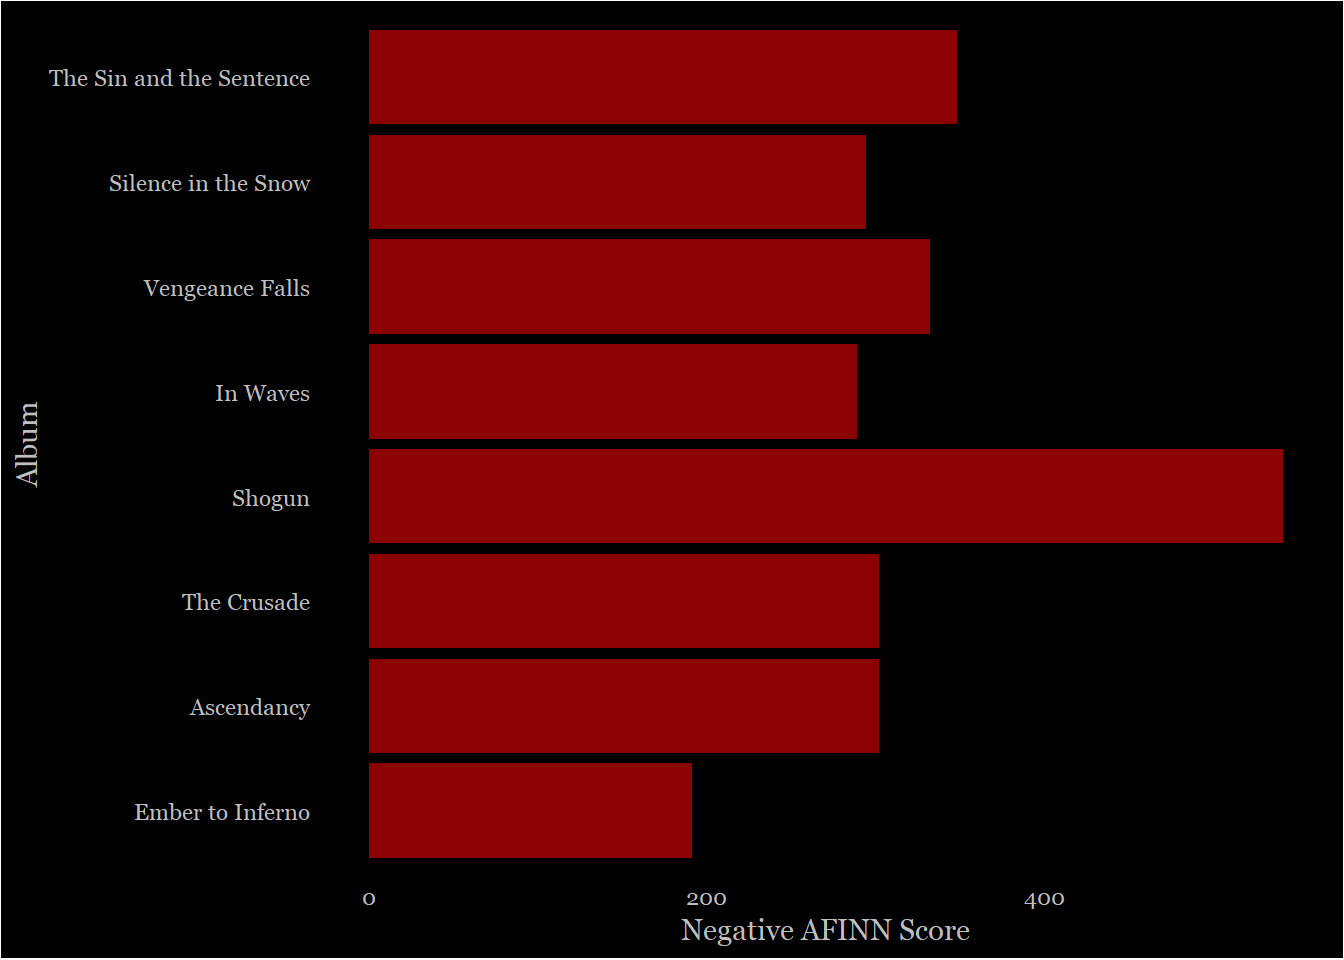 The Sin and the Sentence
Silence in the Snow
Vengeance Falls
In Waves
Shogun
The Crusade
Ascendancy
Ember to Inferno
Album
0 200 400
Negative AFINN Score